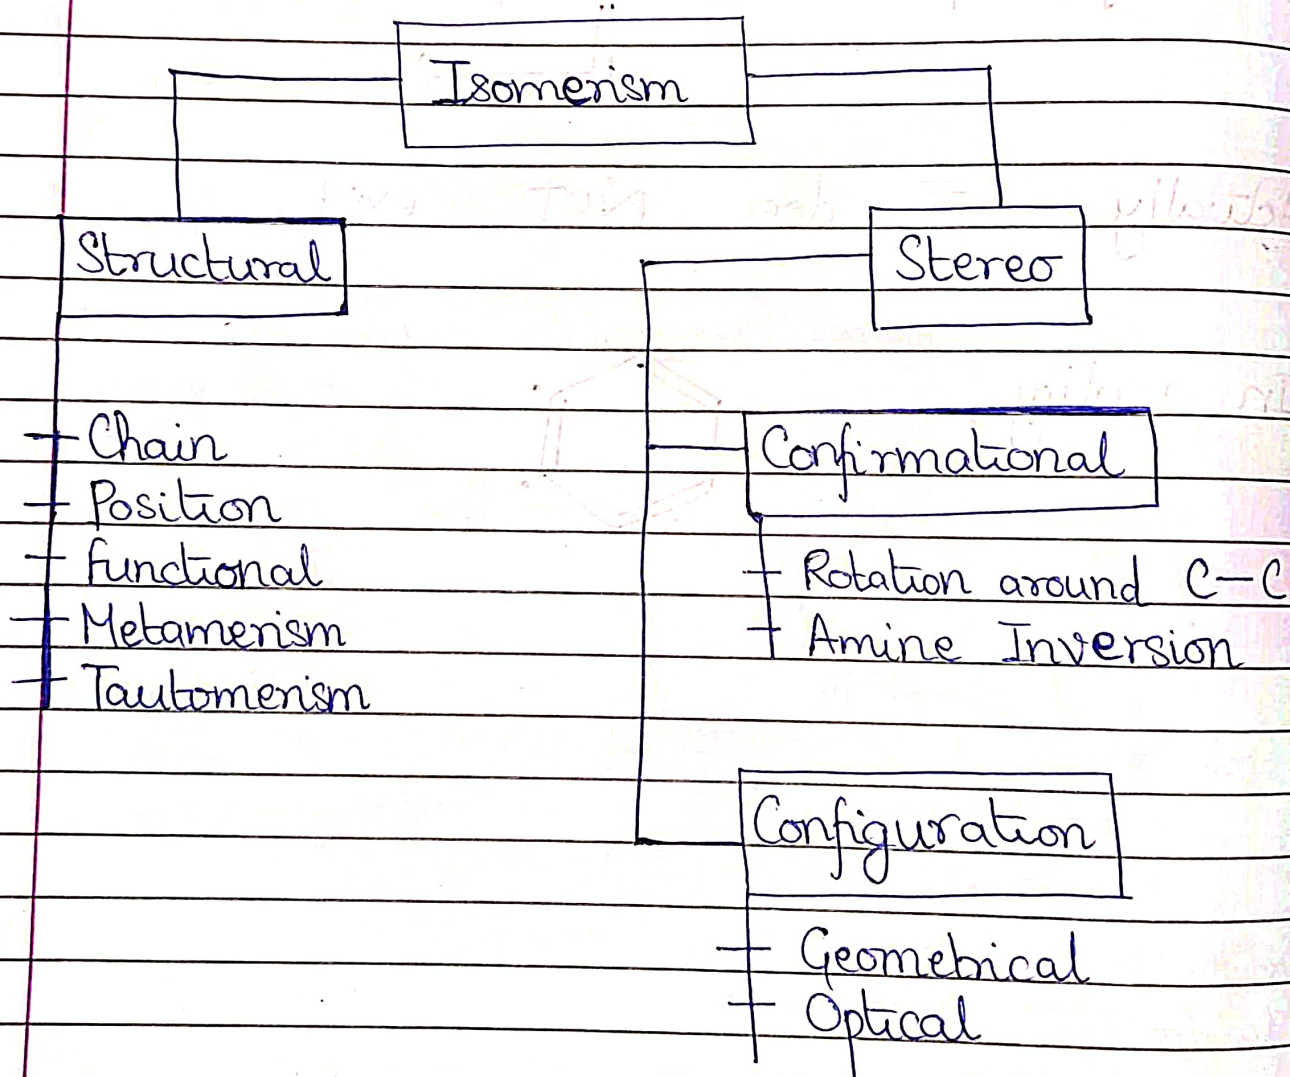 Isomerism
Structural
Stereo
Chain
Position
functional
Metamerism
Tautomerism
Confirmational
Rotation around C-C
Amine Inversion
Configuration
Geometrical
Optical